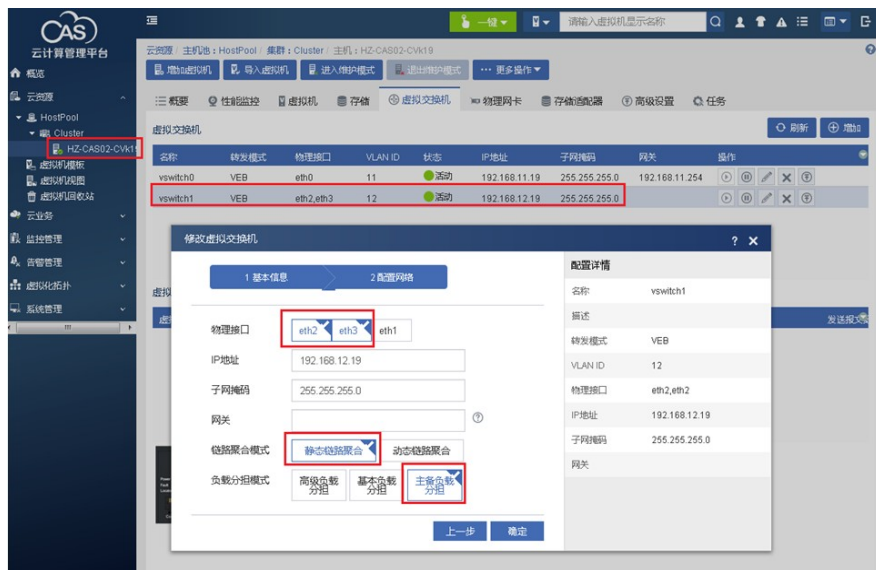 CAS
云计算管理平台
一键
请输入虚拟机显示名称
云资源 / 主机池：HostPool / 集群：Cluster / 主机：HZ-CAS02-CVk19
增加虚拟机 导入虚拟机 进入维护模式 退出维护模式 ··· 更多操作
概览
云资源
HostPool
Cluster
HZ-CAS02-CVk19
虚拟机模板
虚拟机视图
虚拟机回收站
云业务
监控管理
告警管理
虚拟化拓扑
系统管理
概要 性能监控 虚拟机 存储 虚拟交换机 物理网卡 存储适配器 高级设置 任务
虚拟交换机
刷新 增加
名称 转发模式 物理接口 VLAN ID 状态 IP地址 子网掩码 网关 操作
vswitch0 VEB eth0 11 活动 192.168.11.19 255.255.255.0 192.168.11.254
vswitch1 VEB eth2,eth3 12 活动 192.168.12.19 255.255.255.0
修改虚拟交换机 ?
1 基本信息 2 配置网络
物理接口 eth2 eth3 eth1
IP地址 192.168.12.19
子网掩码 255.255.255.0
网关
链路聚合模式 静态链路聚合 动态链路聚合
负载分担模式 高级负载分担 基本负载分担 主备负载分担
上一步 确定
配置详情
名称 vswitch1
描述
转发模式 VEB
VLAN ID 12
物理接口 eth2,eth2
IP地址 192.168.12.19
子网掩码 255.255.255.0
网关
虚拟
发送报文